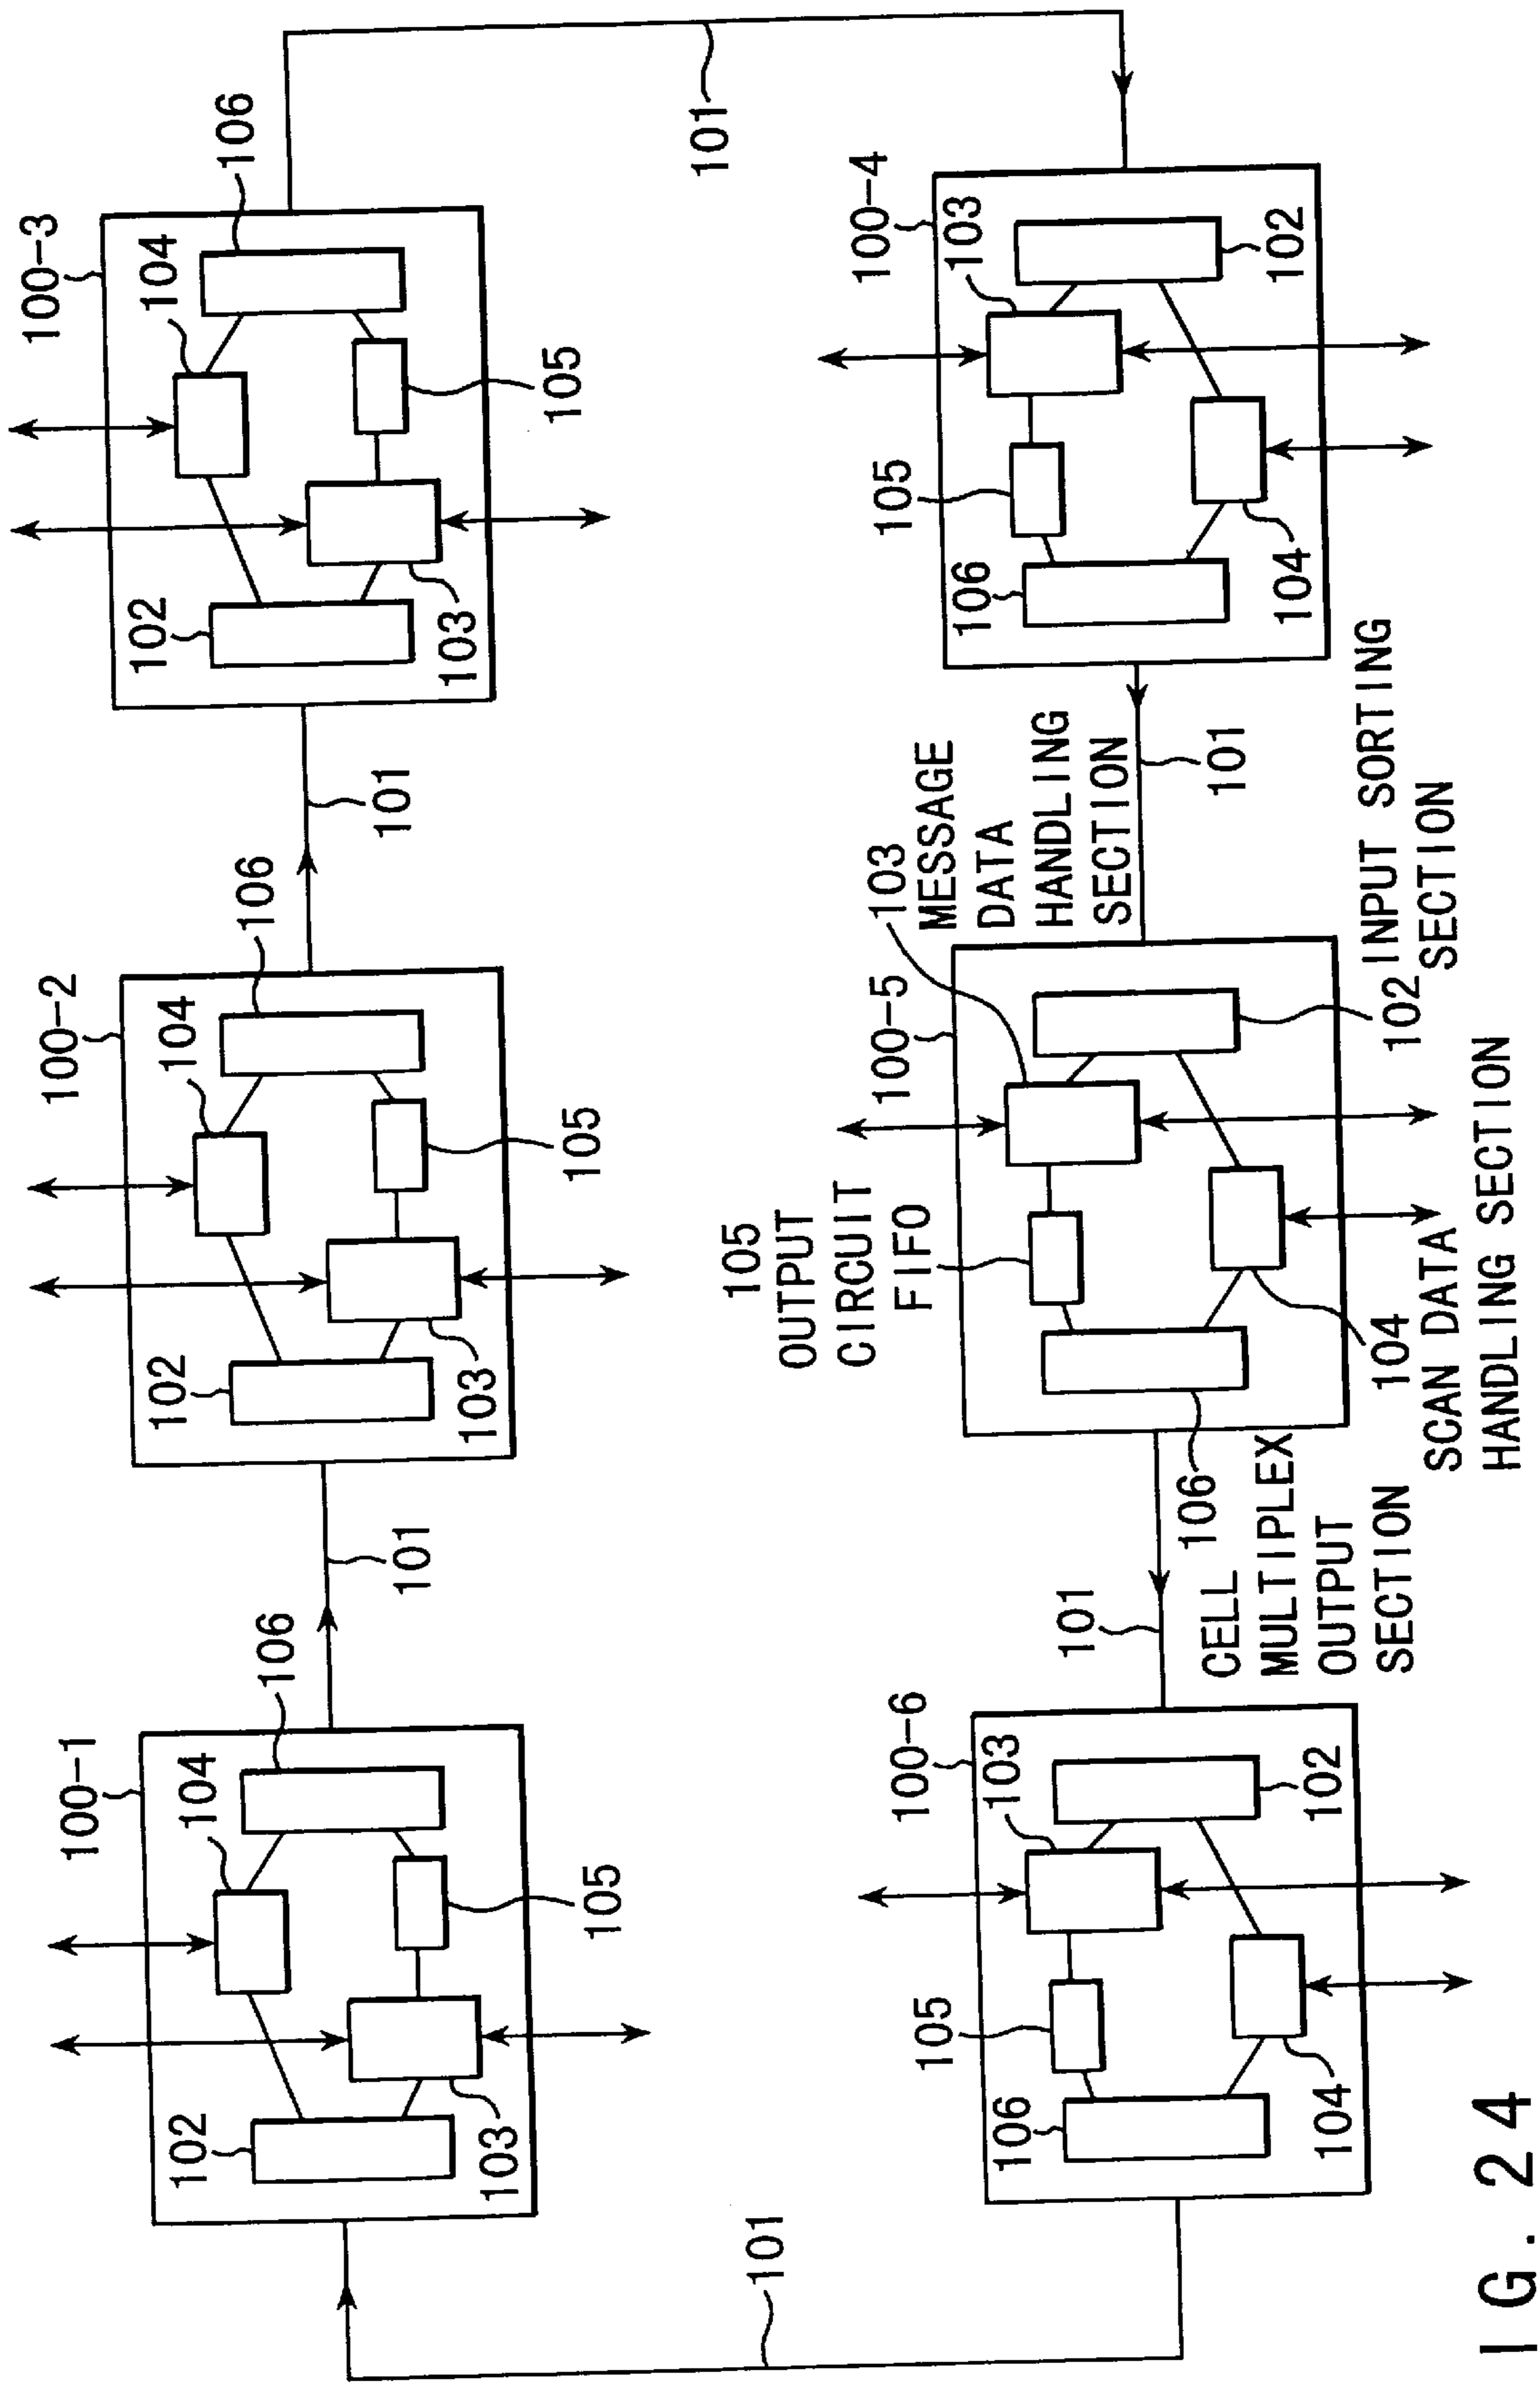 100-1
104
106
102
103
105
101
100-2
104
106
102
103
105
101
100-3
104
106
102
103
105
101
101
100-6
103
105
106
102
104
101
CELL
MULTIPLEX
OUTPUT
SECTION
100-5
103
MESSAGE
DATA
HANDLING
SECTION
105
OUTPUT
CIRCUIT
FIFO
106
104
SCAN DATA
HANDLING SECTION
102
INPUT SORTING
SECTION
101
100-4
103
105
106
102
104
IG. 24